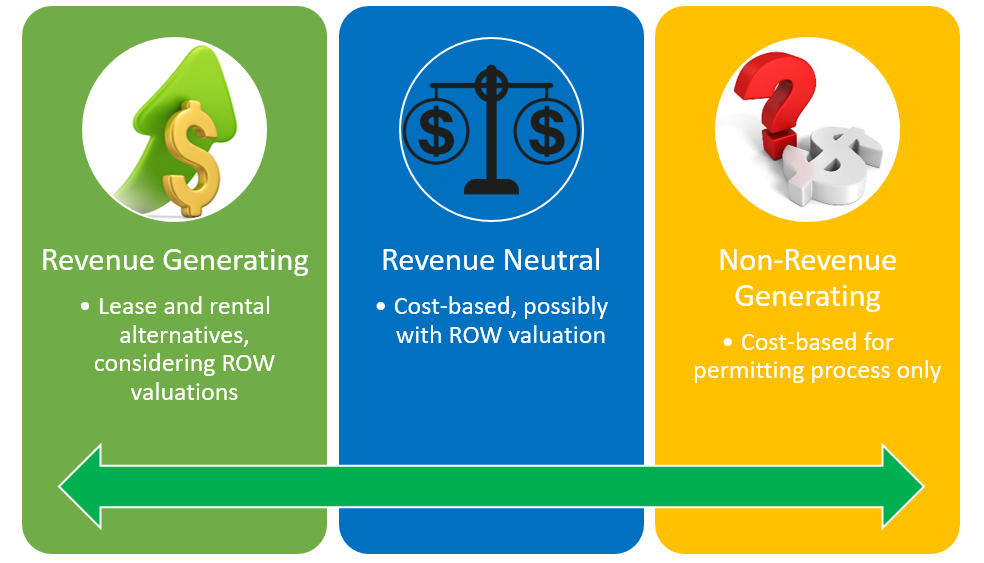 Revenue Generating
• Lease and rental
alternatives,
considering ROW
valuations
Revenue Neutral
• Cost-based, possibly
with ROW valuation
Non-Revenue
Generating
• Cost-based for
permitting process only